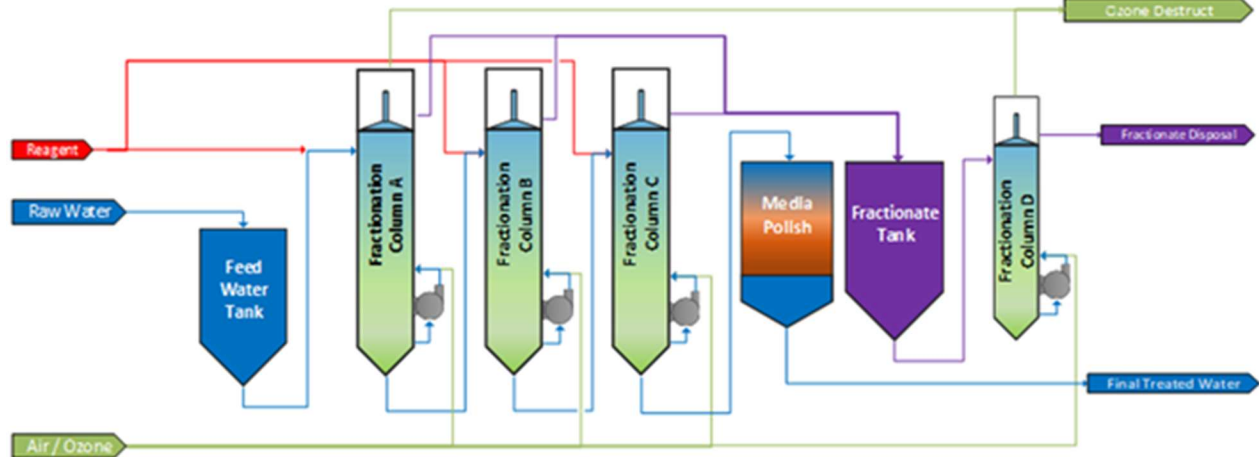 Ozone Destruct
Reagent
Raw Water
Feed
Water
Tank
Fractionation
Column A
Fractionation
Column B
Fractionation
Column C
Media
Polish
Fractionate
Tank
Fractionation
Column D
Fractionate Disposal
Final Treated Water
Air / Ozone